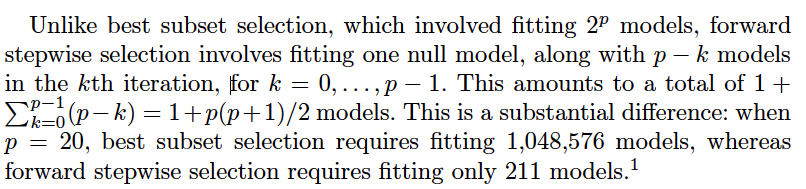 Unlike best subset selection, which involved fitting 2^p models, forward
stepwise selection involves fitting one null model, along with p − k models
in the kth iteration, for k = 0, . . . , p − 1. This amounts to a total of 1 +
∑_{k=0}^{p−1}(p − k) = 1+p(p+1)/2 models. This is a substantial difference: when
p = 20, best subset selection requires fitting 1,048,576 models, whereas
forward stepwise selection requires fitting only 211 models.¹